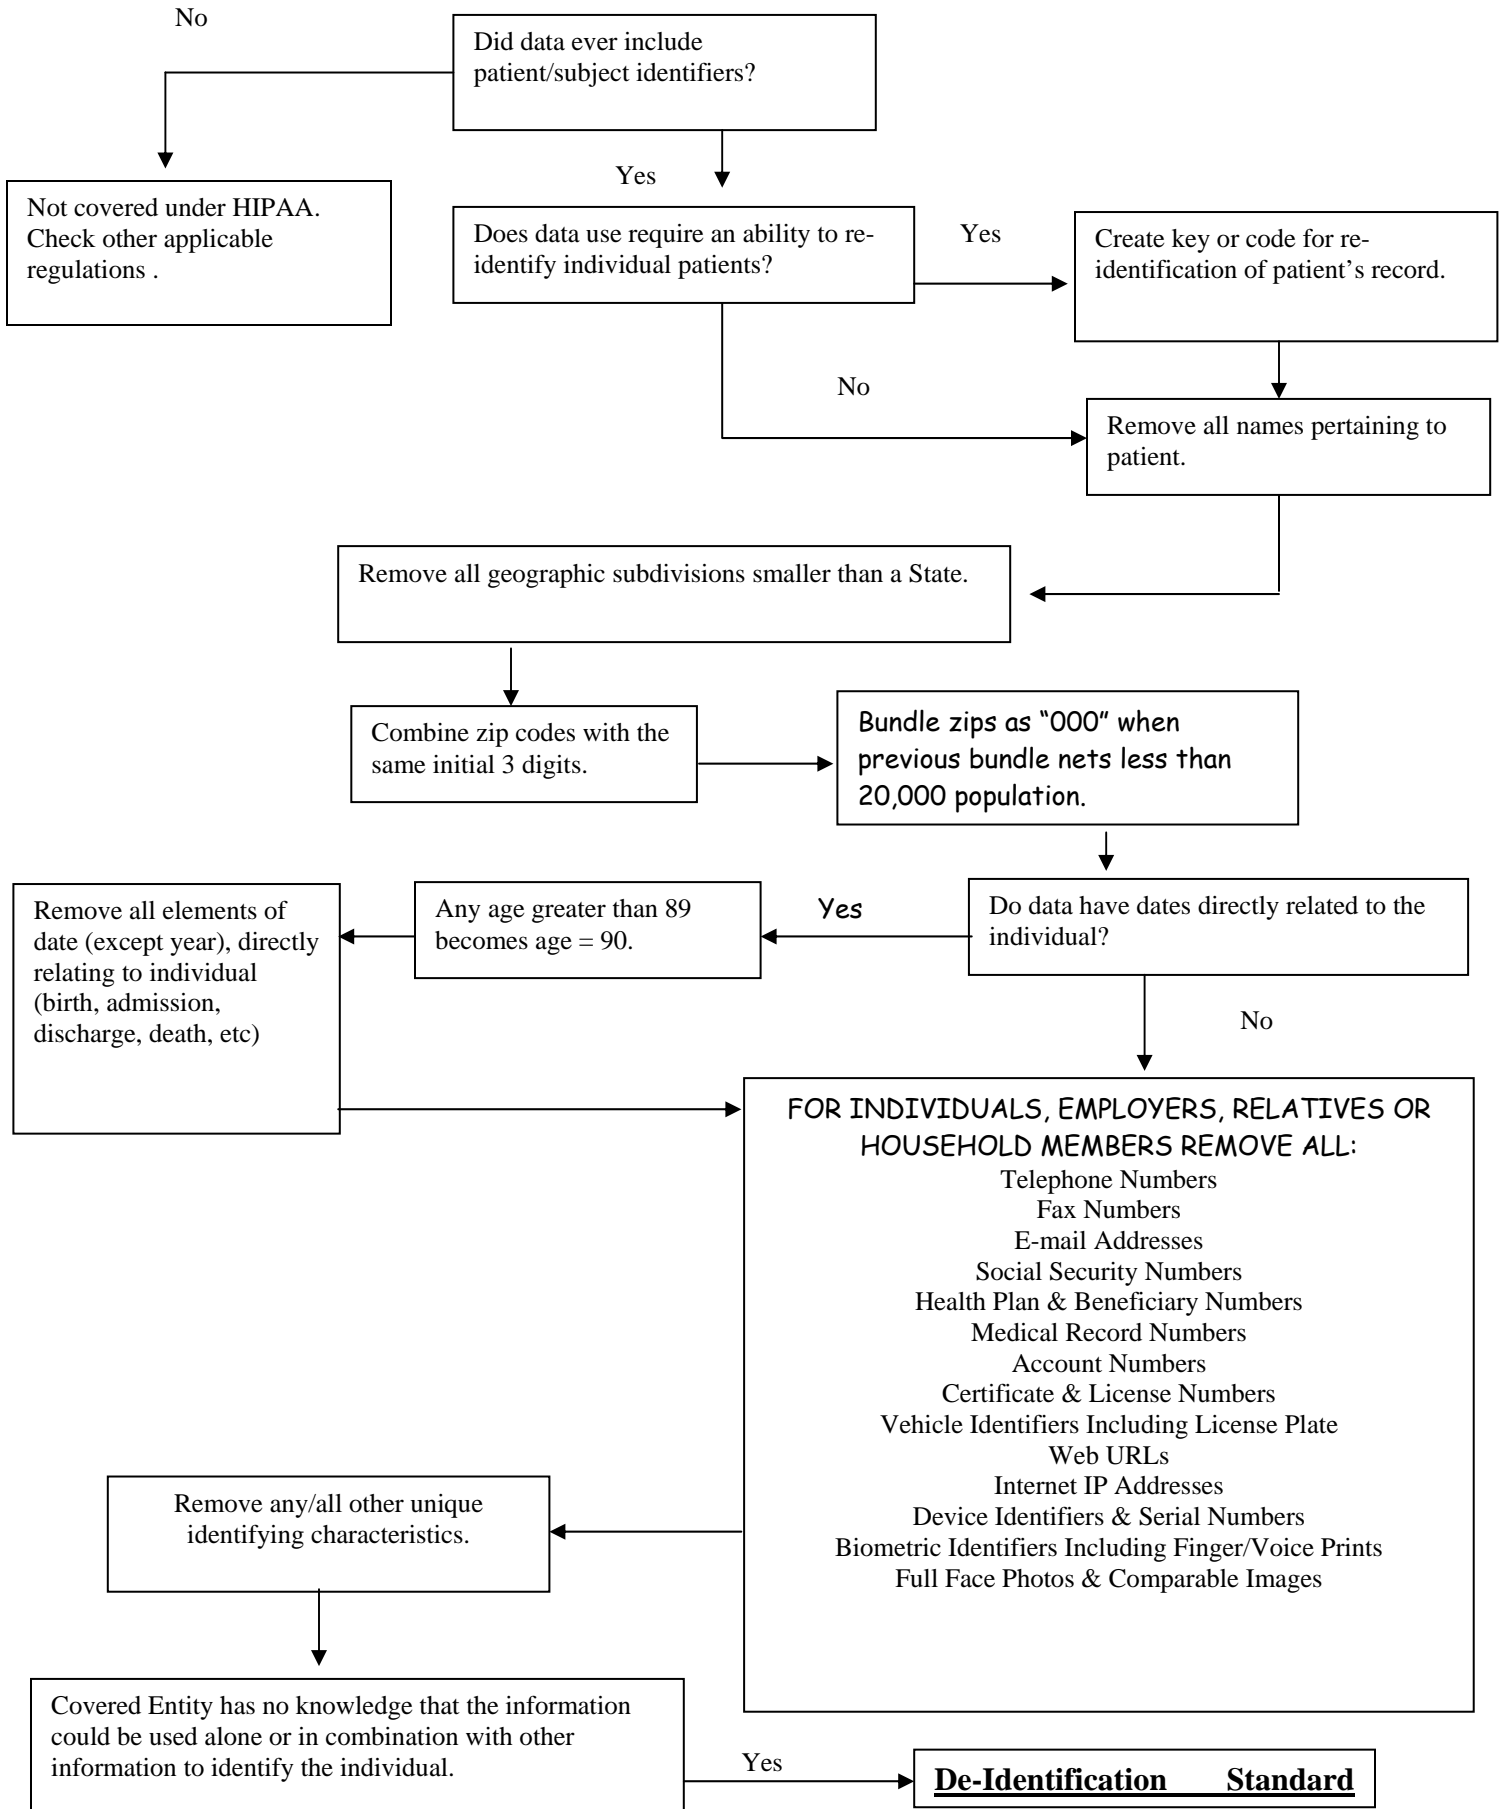 No
Did data ever include
patient/subject identifiers?
Yes
Not covered under HIPAA.
Check other applicable
regulations .
Does data use require an ability to re-
identify individual patients?
Yes
Create key or code for re-
identification of patient’s record.
No
Remove all names pertaining to
patient.
Remove all geographic subdivisions smaller than a State.
Combine zip codes with the
same initial 3 digits.
Bundle zips as “000” when
previous bundle nets less than
20,000 population.
Do data have dates directly related to the
individual?
Yes
Any age greater than 89
becomes age = 90.
Remove all elements of
date (except year), directly
relating to individual
(birth, admission,
discharge, death, etc)
No
FOR INDIVIDUALS, EMPLOYERS, RELATIVES OR
HOUSEHOLD MEMBERS REMOVE ALL:
Telephone Numbers
Fax Numbers
E-mail Addresses
Social Security Numbers
Health Plan & Beneficiary Numbers
Medical Record Numbers
Account Numbers
Certificate & License Numbers
Vehicle Identifiers Including License Plate
Web URLs
Internet IP Addresses
Device Identifiers & Serial Numbers
Biometric Identifiers Including Finger/Voice Prints
Full Face Photos & Comparable Images
Remove any/all other unique
identifying characteristics.
Covered Entity has no knowledge that the information
could be used alone or in combination with other
information to identify the individual.
Yes
De-Identification Standard